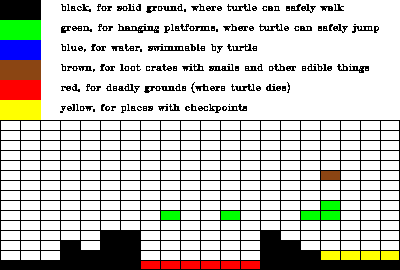 black, for solid ground, where turtle can safely walk
green, for hanging platforms, where turtle can safely jump
blue, for water, swimmable by turtle
brown, for loot crates with snails and other edible things
red, for deadly grounds (where turtle dies)
yellow, for places with checkpoints